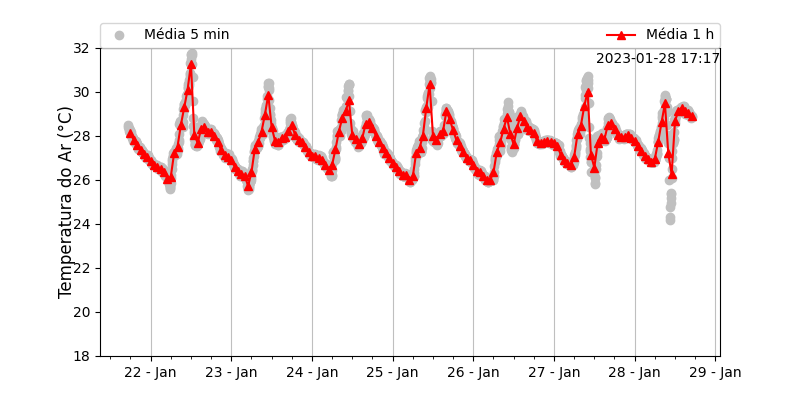 Média 5 min
Média 1 h
2023-01-28 17:17
Temperatura do Ar (°C)
32
30
28
26
24
22
20
18
22 - Jan
23 - Jan
24 - Jan
25 - Jan
26 - Jan
27 - Jan
28 - Jan
29 - Jan